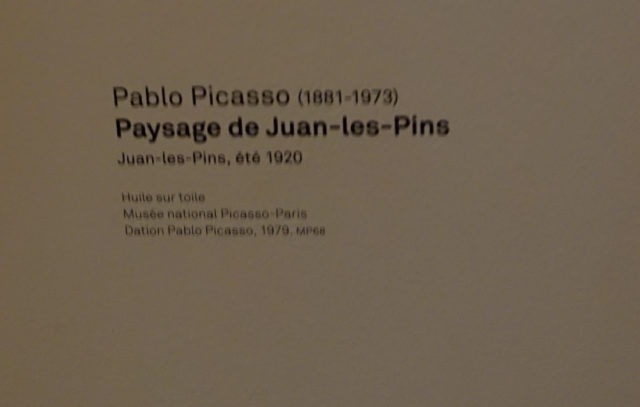 Pablo Picasso (1881-1973)
Paysage de Juan-les-Pins
Juan-les-Pins, été 1920
Huile sur toile
Musée national Picasso-Paris
Dation Pablo Picasso, 1979. MP68